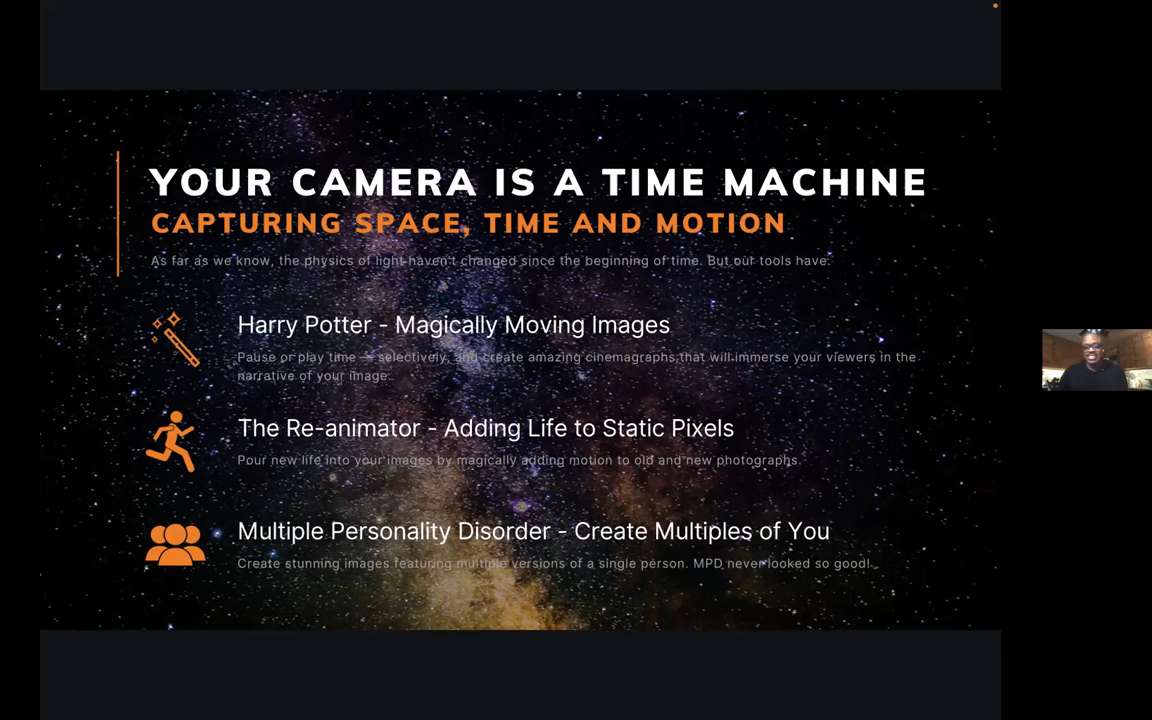 YOUR CAMERA IS A TIME MACHINE
CAPTURING SPACE, TIME AND MOTION
As far as we know, the physics of light haven't changed since the beginning of time. But our tools have.
Harry Potter - Magically Moving Images
Pause or play time — selectively, and create amazing cinemagraphs that will immerse your viewers in the
narrative of your image.
The Re-animator - Adding Life to Static Pixels
Pour new life into your images by magically adding motion to old and new photographs.
Multiple Personality Disorder - Create Multiples of You
Create stunning images featuring multiple versions of a single person. MPD never looked so good!